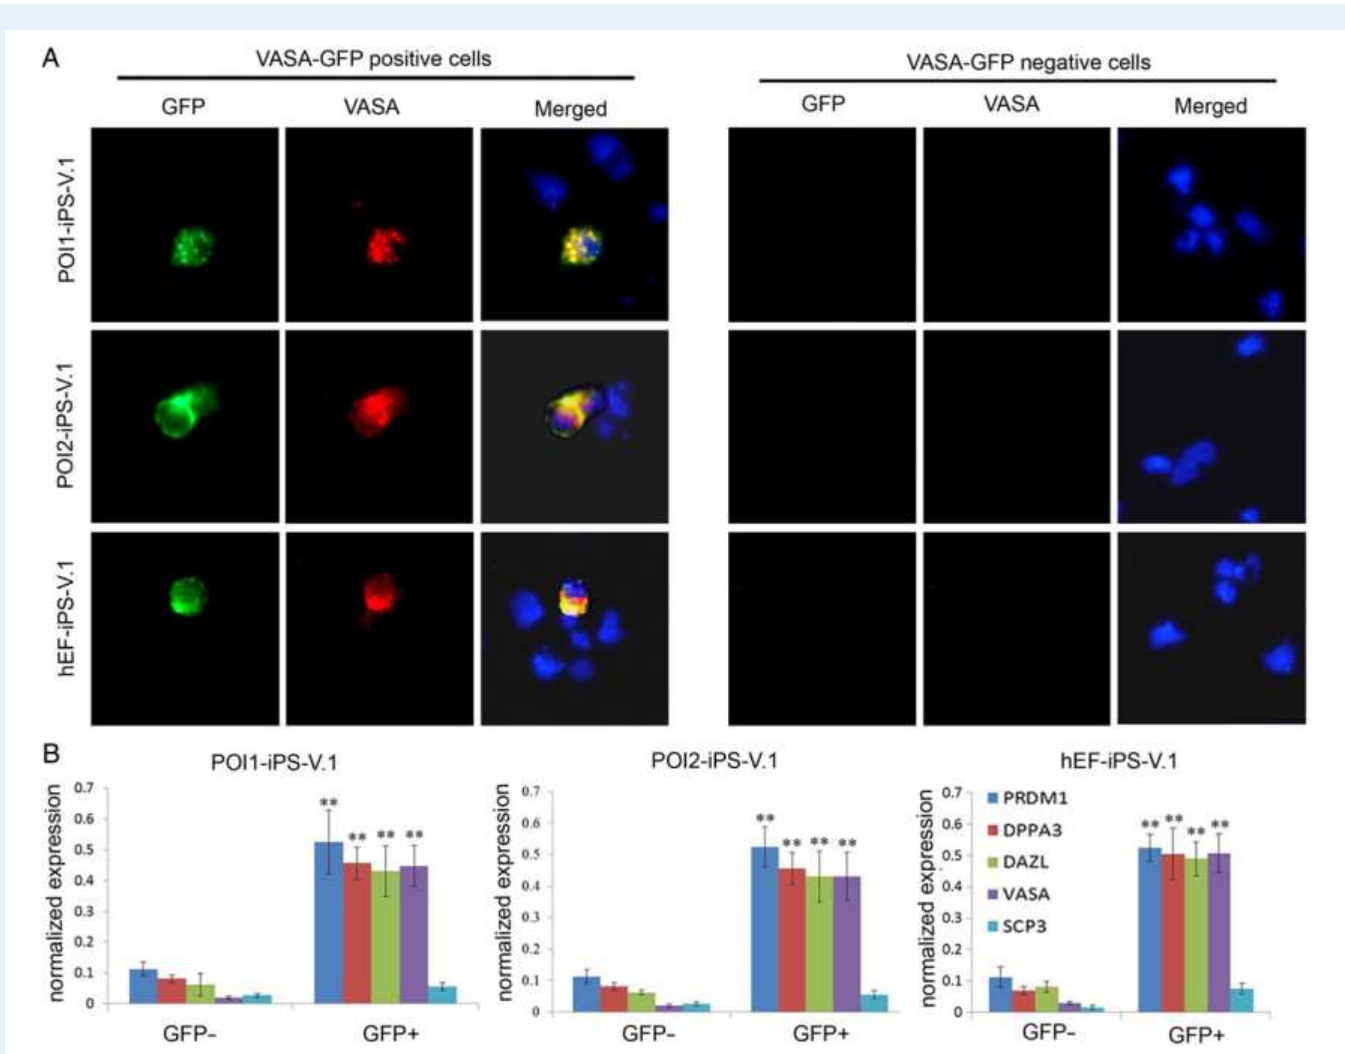 A
VASA-GFP positive cells
VASA-GFP negative cells
GFP VASA Merged
GFP VASA Merged
POI1-iPS-V.1
POI2-iPS-V.1
hEF-iPS-V.1
B
POI1-iPS-V.1
POI2-iPS-V.1
hEF-iPS-V.1
normalized expression
0.7
0.6
0.5
0.4
0.3
0.2
0.1
0
** ** ** **
GFP– GFP+
normalized expression
0.7
0.6
0.5
0.4
0.3
0.2
0.1
0
** ** ** **
GFP– GFP+
normalized expression
0.7
0.6
0.5
0.4
0.3
0.2
0.1
0
PRDM1
DPPA3
DAZL
VASA
SCP3
** ** ** **
GFP– GFP+